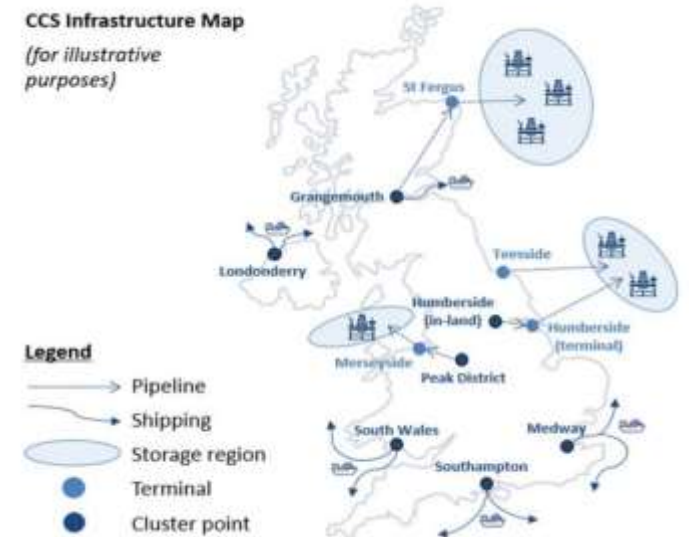 CCS Infrastructure Map
(for illustrative
purposes)
St Fergus
Grangemouth
Londonderry
Teesside
Humberside
(in-land)
Humberside
(terminal)
Merseyside
Peak District
South Wales
Medway
Southampton
Legend
Pipeline
Shipping
Storage region
Terminal
Cluster point